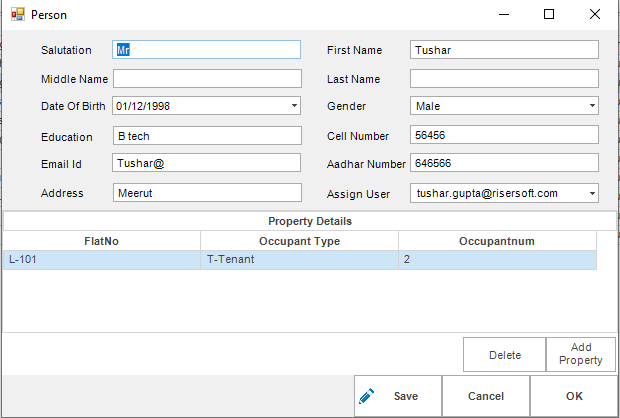 Person
Salutation Mr First Name Tushar
Middle Name Last Name
Date Of Birth 01/12/1998 Gender Male
Education B tech Cell Number 56456
Email Id Tushar@ Aadhar Number 646566
Address Meerut Assign User tushar.gupta@risersoft.com
Property Details
FlatNo Occupant Type Occupantnum
L-101 T-Tenant 2
Delete Add Property
Save Cancel OK